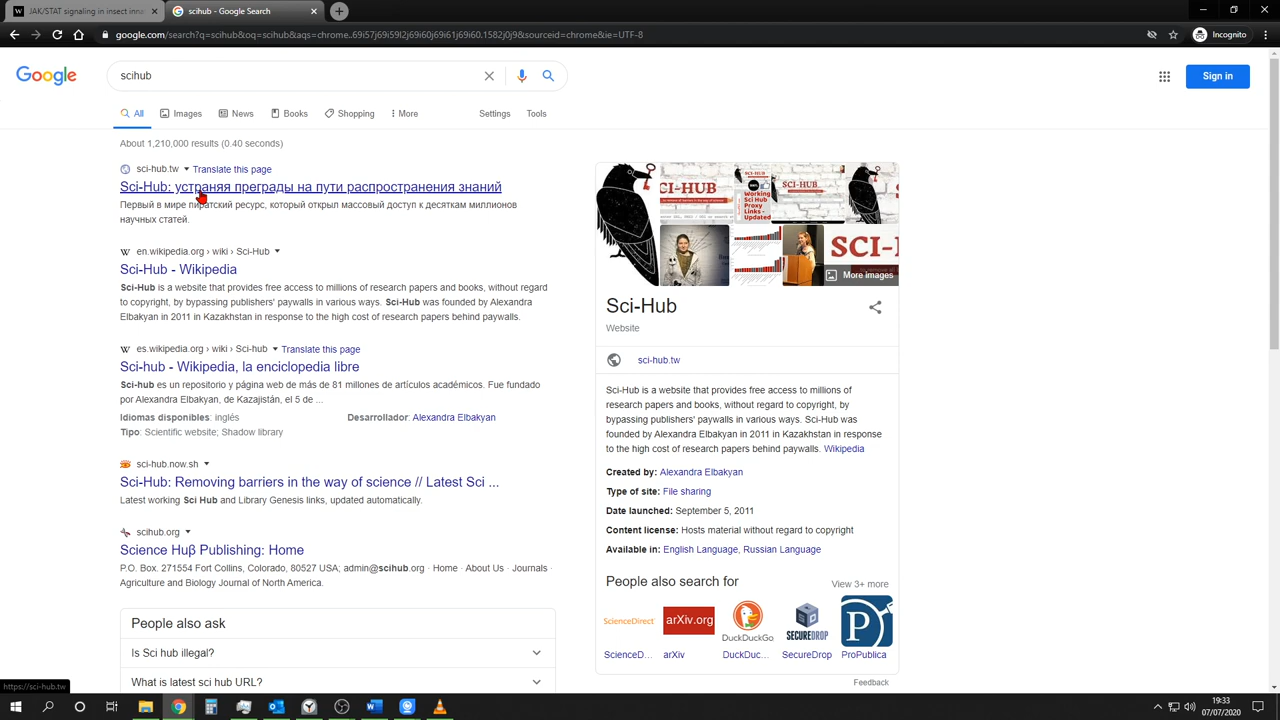 JAK/STAT signaling in insect inna
scihub - Google Search
google.com/search?q=scihub&oq=scihub&aqs=chrome..69i57j69i59l2j69i60j69i61j69i60.1582j0j9&sourceid=chrome&ie=UTF-8
Incognito
Google
scihub
Sign in
All Images News Books Shopping More Settings Tools
About 1,210,000 results (0.40 seconds)
sci-hub.tw Translate this page
Sci-Hub: устраняя преграды на пути распространения знаний
Первый в мире пиратский ресурс, который открыл массовый доступ к десяткам миллионов
научных статей.
en.wikipedia.org › wiki › Sci-Hub
Sci-Hub - Wikipedia
Sci-Hub is a website that provides free access to millions of research papers and books, without regard
to copyright, by bypassing publishers' paywalls in various ways. Sci-Hub was founded by Alexandra
Elbakyan in 2011 in Kazakhstan in response to the high cost of research papers behind paywalls.
es.wikipedia.org › wiki › Sci-hub Translate this page
Sci-hub - Wikipedia, la enciclopedia libre
Sci-hub es un repositorio y página web de más de 81 millones de artículos académicos. Fue fundado
por Alexandra Elbakyan, de Kazajistán, el 5 de ...
Idiomas disponibles: inglés Desarrollador: Alexandra Elbakyan
Tipo: Scientific website; Shadow library
sci-hub.now.sh
Sci-Hub: Removing barriers in the way of science // Latest Sci ...
Latest working Sci Hub and Library Genesis links, updated automatically.
scihub.org
Science Huβ Publishing: Home
P.O. Box. 271554 Fort Collins, Colorado, 80527 USA; admin@scihub.org · Home · About Us · Journals ·
Agriculture and Biology Journal of North America.
People also ask
Is Sci hub illegal?
What is latest sci hub URL?
I-HUB
SCI-HUB
Working
Sci Hub
Proxy
Links -
Updated
SCI-HUB
SCI-H
More images
Sci-Hub
Website
sci-hub.tw
Sci-Hub is a website that provides free access to millions of
research papers and books, without regard to copyright, by
bypassing publishers' paywalls in various ways. Sci-Hub was
founded by Alexandra Elbakyan in 2011 in Kazakhstan in response
to the high cost of research papers behind paywalls. Wikipedia
Created by: Alexandra Elbakyan
Type of site: File sharing
Date launched: September 5, 2011
Content license: Hosts material without regard to copyright
Available in: English Language, Russian Language
People also search for View 3+ more
ScienceDirect arXiv.org DuckDuckGo SECUREDROP P
ScienceD... arXiv DuckDuc... SecureDrop ProPublica
Feedback
https://sci-hub.tw
19:33
07/07/2020